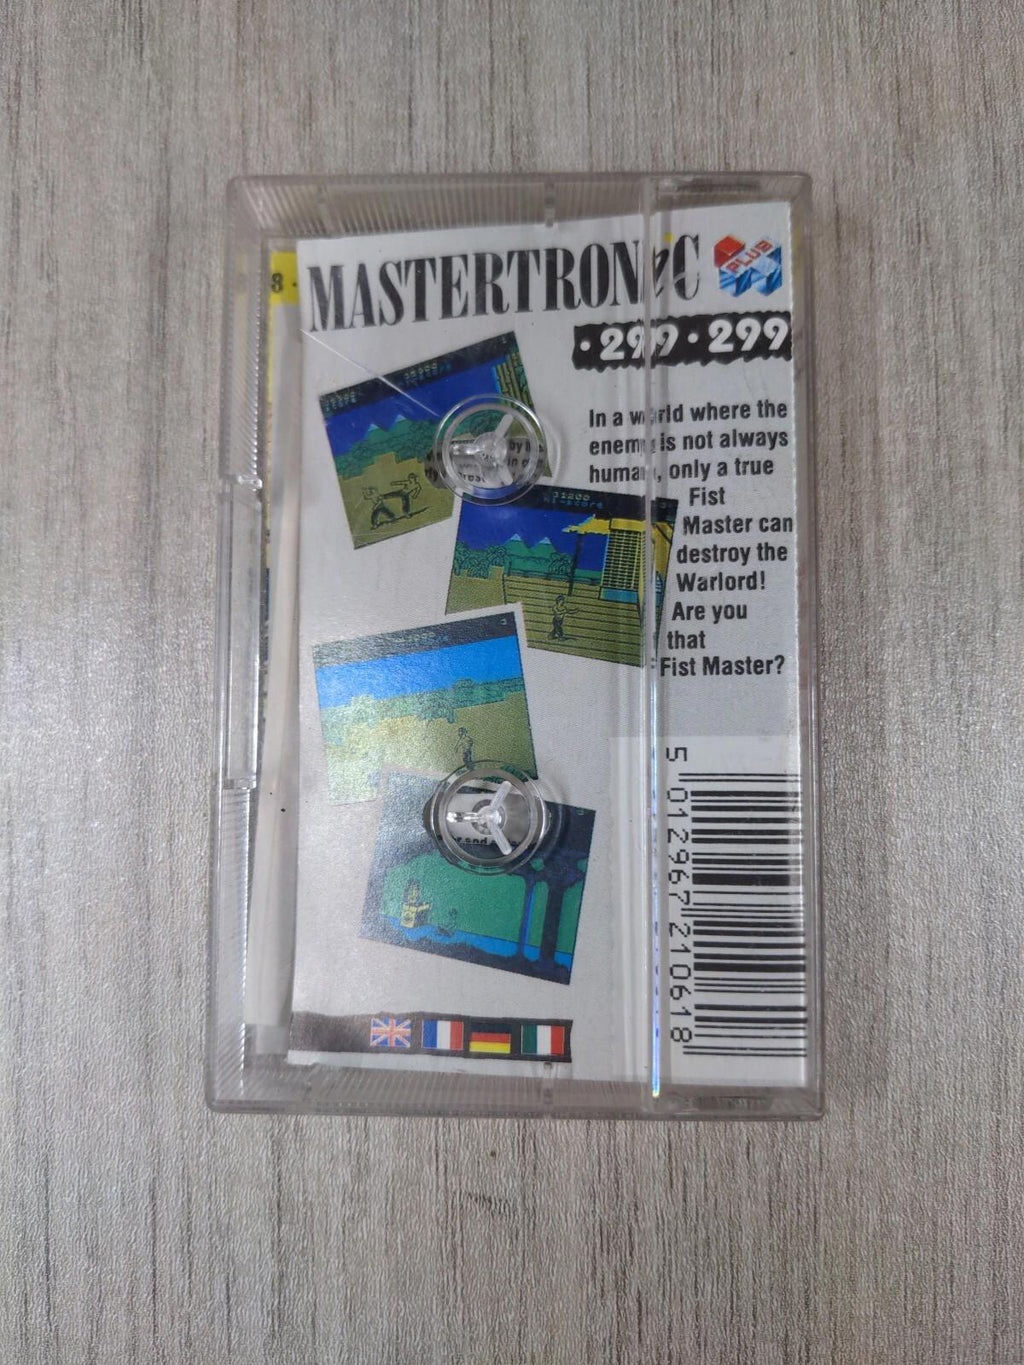 MASTERTRONIC
PLUS
·299·299
In a world where the
enemy is not always
human, only a true
Fist
Master can
destroy the
Warlord!
Are you
that
Fist Master?
5 012967 210618